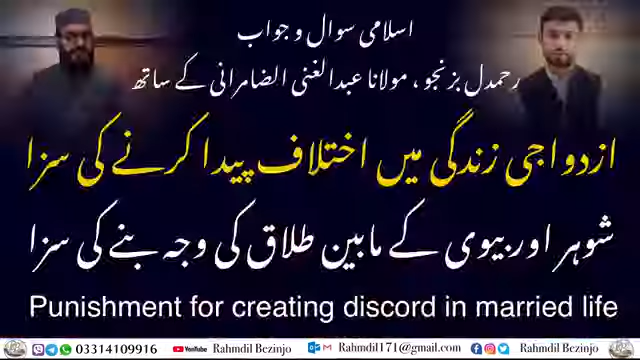 اسلامی سوال و جواب
رحمدل بزنجو ، مولانا عبدالغنی الضامرانی کے ساتھ
ازدواجی زندگی میں اختلاف پیدا کرنے کی سزا
شوہر اور بیوی کے مابین طلاق کی وجہ بنے کی سزا
Punishment for creating discord in married life
03314109916 YouTube Rahmdil Bezinjo Rahmdil171@gmail.com Rahmdil Bezinjo